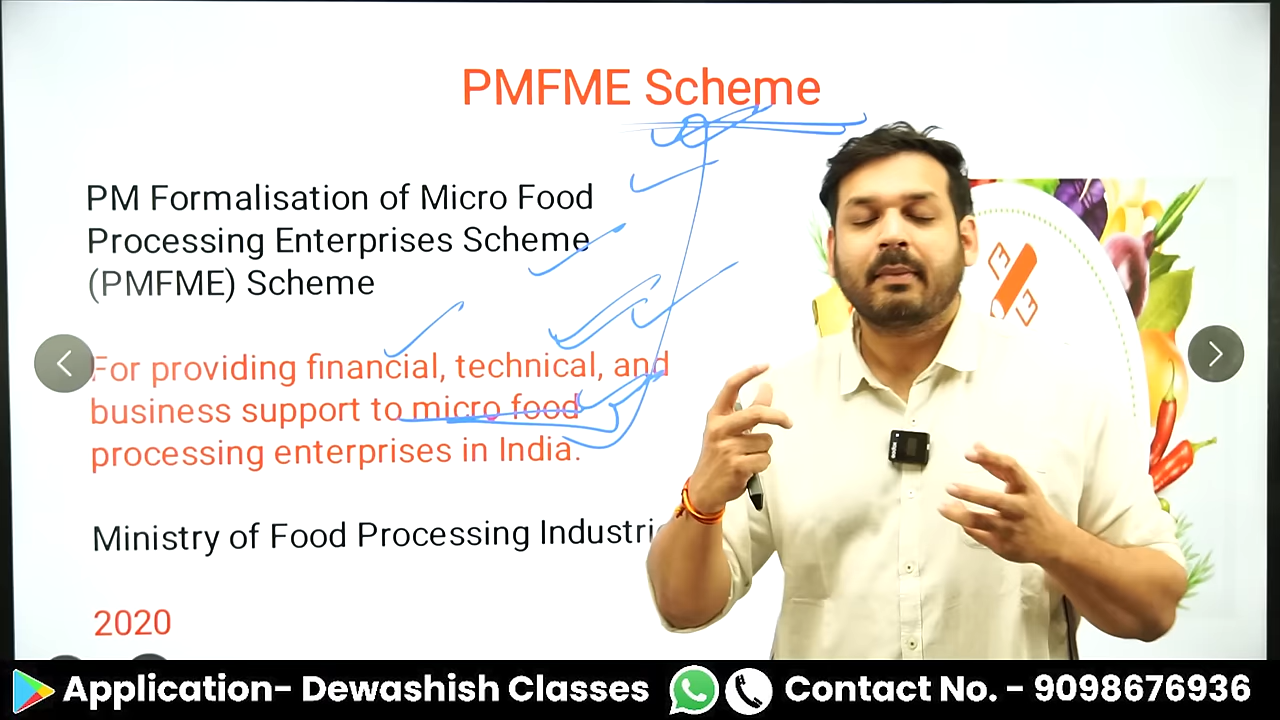 PMFME Scheme
PM Formalisation of Micro Food
Processing Enterprises Scheme
(PMFME) Scheme
For providing financial, technical, and
business support to micro food
processing enterprises in India.
Ministry of Food Processing Industri
2020
Application- Dewashish Classes
Contact No. - 9098676936